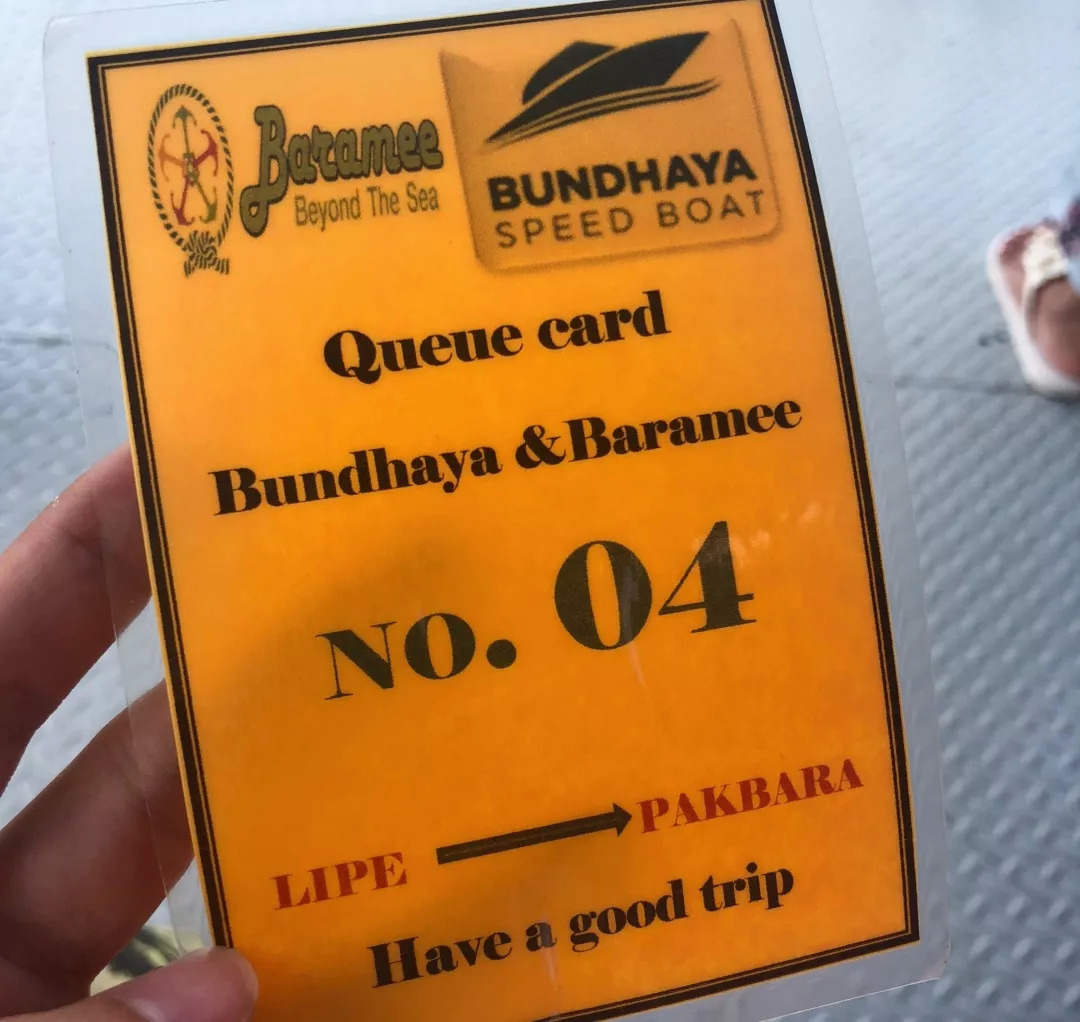 Baramee
Beyond The Sea
BUNDHAYA
SPEED BOAT
Queue card
Bundhaya &Baramee
NO. 04
LIPE PAKBARA
Have a good trip